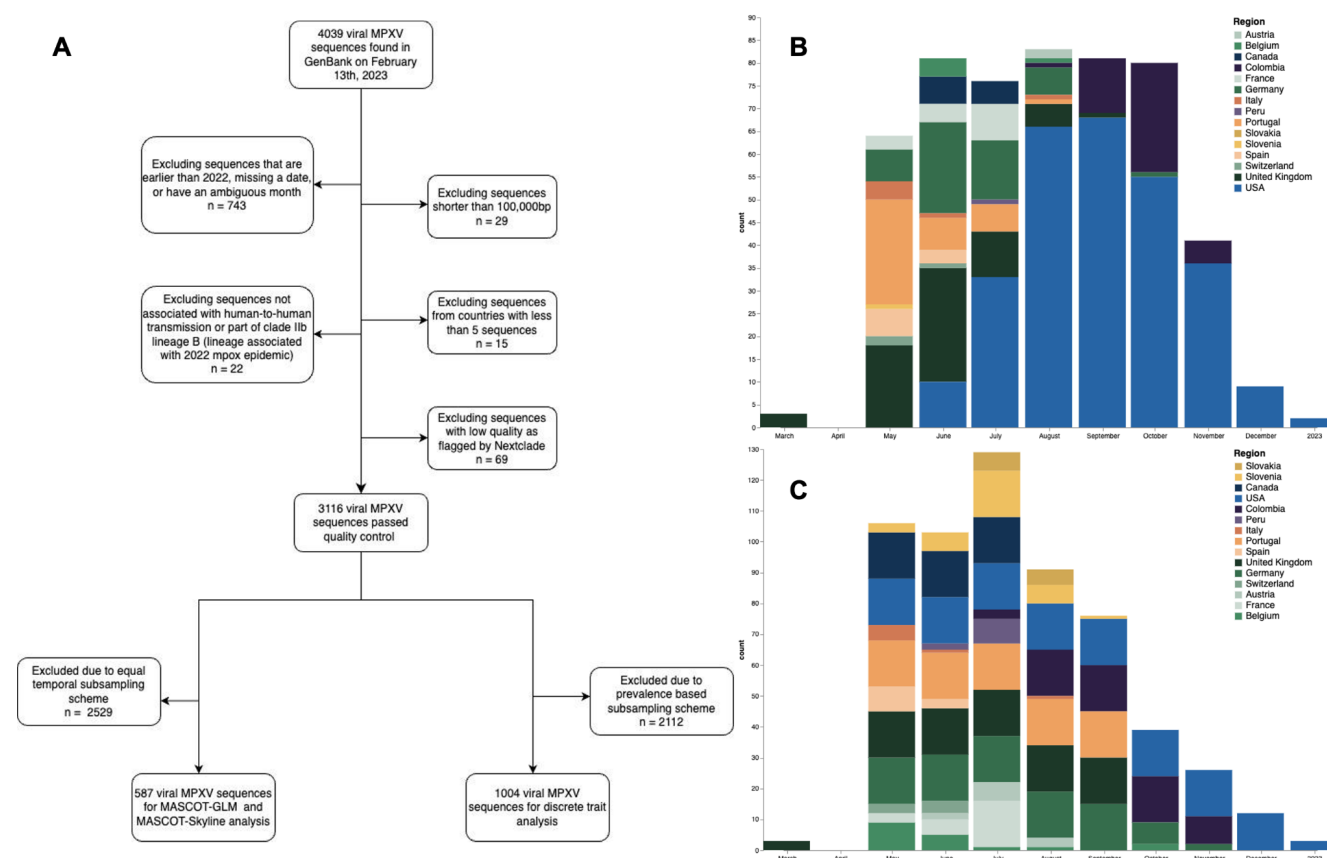 A
4039 viral MPXV
sequences found in
GenBank on February
13th, 2023
Excluding sequences that are
earlier than 2022, missing a date,
or have an ambiguous month
n = 743
Excluding sequences
shorter than 100,000bp
n = 29
Excluding sequences not
associated with human-to-human
transmission or part of clade IIb
lineage B (lineage associated
with 2022 mpox epidemic)
n = 22
Excluding sequences
from countries with less
than 5 sequences
n = 15
Excluding sequences
with low quality as
flagged by Nextclade
n = 69
3116 viral MPXV
sequences passed
quality control
Excluded due to equal
temporal subsampling
scheme
n = 2529
Excluded due to
prevalence based
subsampling scheme
n = 2112
587 viral MPXV sequences
for MASCOT-GLM and
MASCOT-Skyline analysis
1004 viral MPXV
sequences for discrete trait
analysis
B
count
90
85
80
75
70
65
60
55
50
45
40
35
30
25
20
15
10
5
0
March April May June July August September October November December 2023
Region
Austria
Belgium
Canada
Colombia
France
Germany
Italy
Peru
Portugal
Slovakia
Slovenia
Spain
Switzerland
United Kingdom
USA
C
count
130
120
110
100
90
80
70
60
50
40
30
20
10
0
March April May June July August September October November December 2023
Region
Slovakia
Slovenia
Canada
USA
Colombia
Peru
Italy
Portugal
Spain
United Kingdom
Germany
Switzerland
Austria
France
Belgium